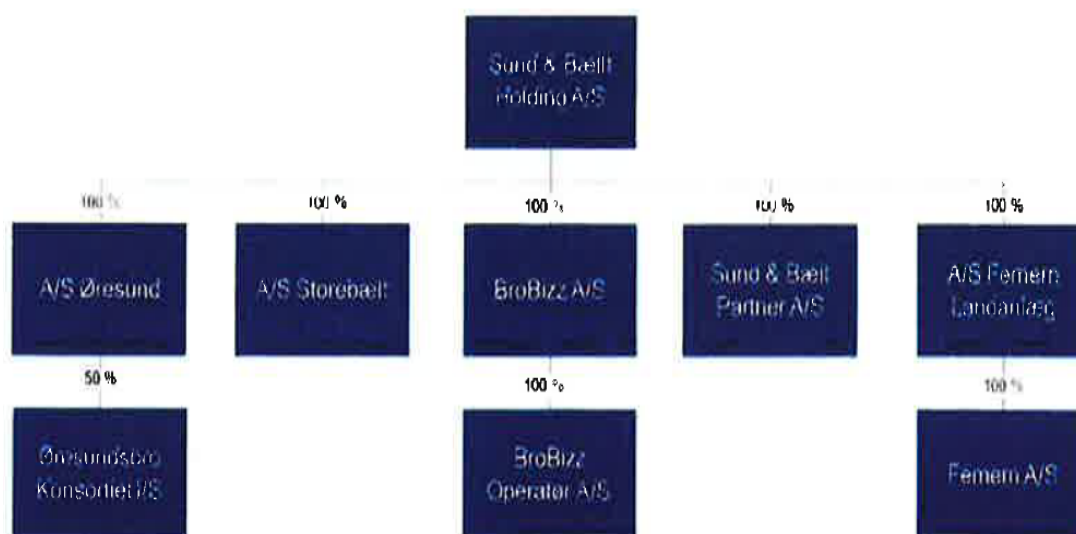 Sund & Bælt
Holding A/S
100 %
100 %
100 %
100 %
100 %
A/S Øresund
A/S Storebælt
BroBizz A/S
Sund & Bælt
Partner A/S
A/S Femern
Landanlæg
50 %
100 %
100 %
Øresundsbro
Konsortiet I/S
BroBizz
Operatør A/S
Femern A/S